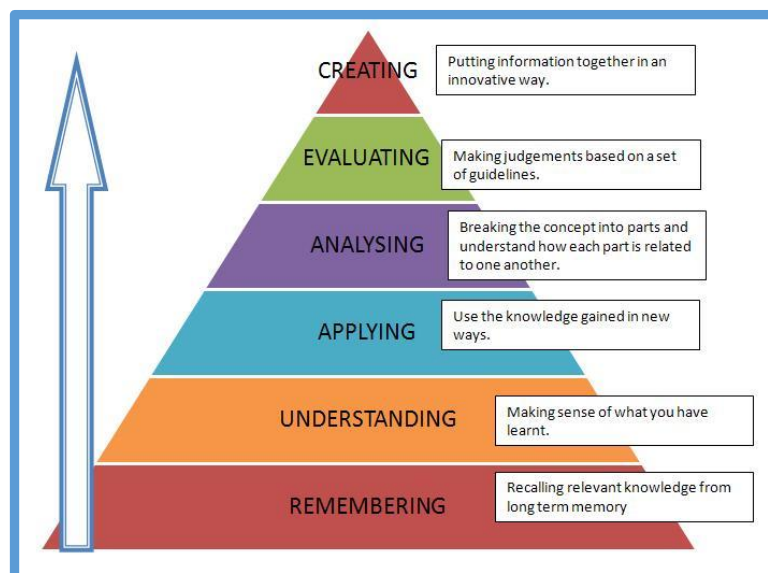 CREATING
Putting information together in an
innovative way.
EVALUATING
Making judgements based on a set
of guidelines.
ANALYSING
Breaking the concept into parts and
understand how each part is related
to one another.
APPLYING
Use the knowledge gained in new
ways.
UNDERSTANDING
Making sense of what you have
learnt.
REMEMBERING
Recalling relevant knowledge from
long term memory